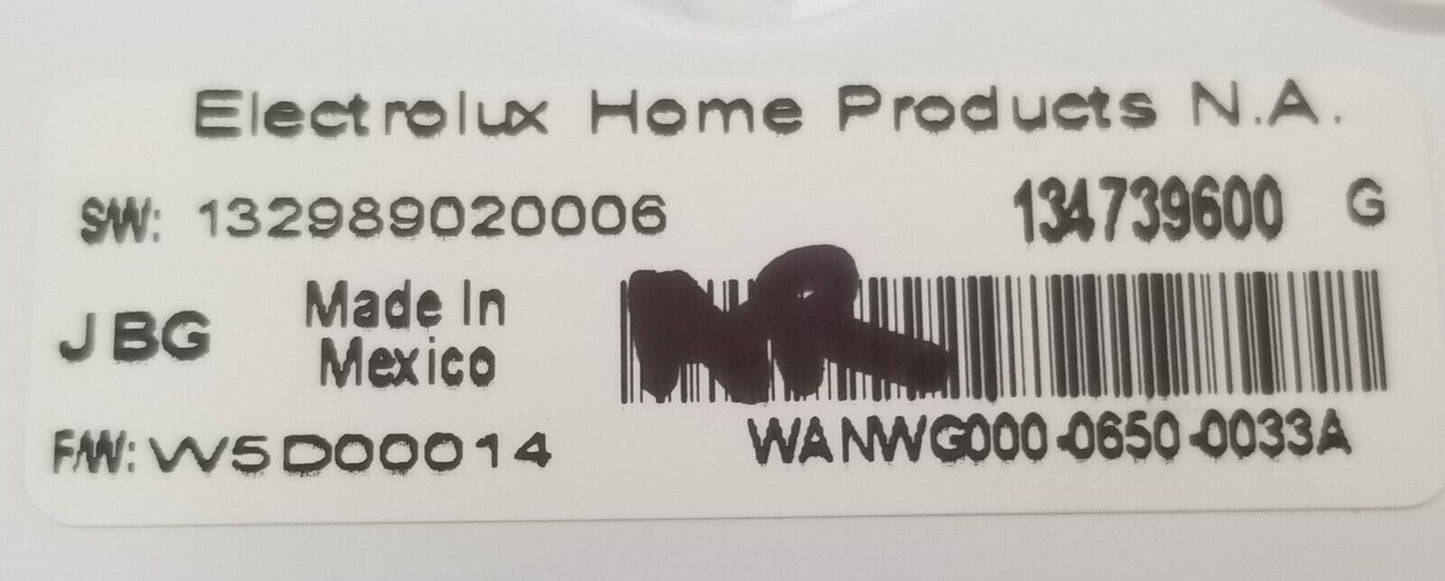 Electrolux Home Products N.A.
S/W: 132989020006 134739600 G
JBG Made In
Mexico
F/W: W5D00014 WANWG000-0650-0033A